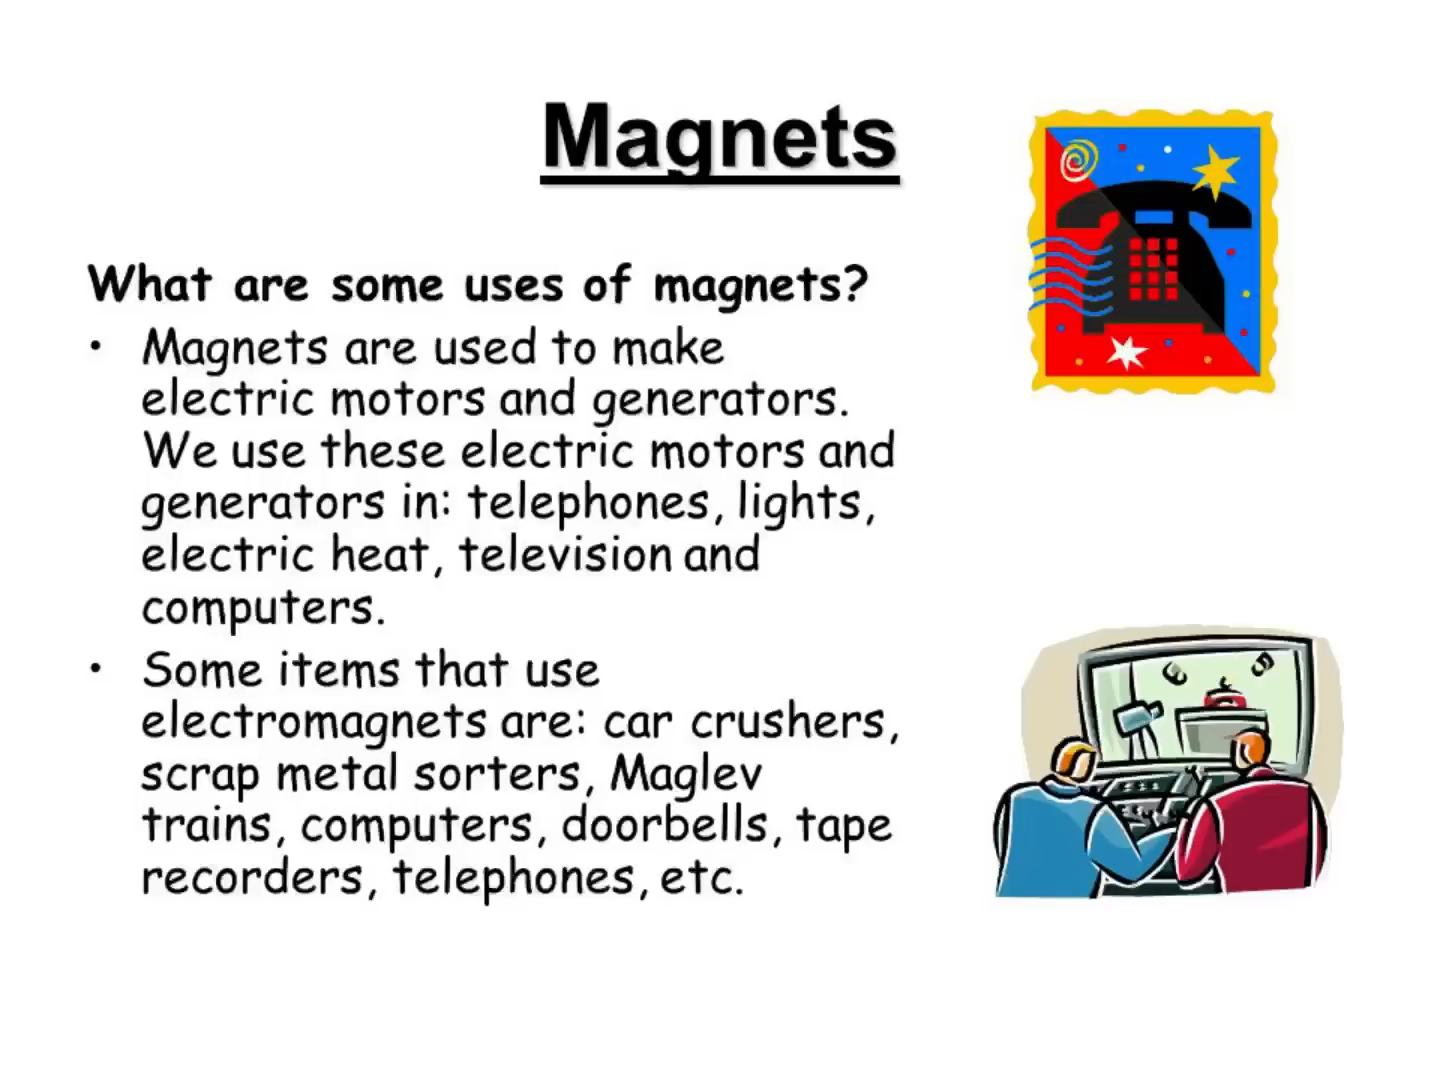 Magnets
What are some uses of magnets?
• Magnets are used to make
electric motors and generators.
We use these electric motors and
generators in: telephones, lights,
electric heat, television and
computers.
• Some items that use
electromagnets are: car crushers,
scrap metal sorters, Maglev
trains, computers, doorbells, tape
recorders, telephones, etc.